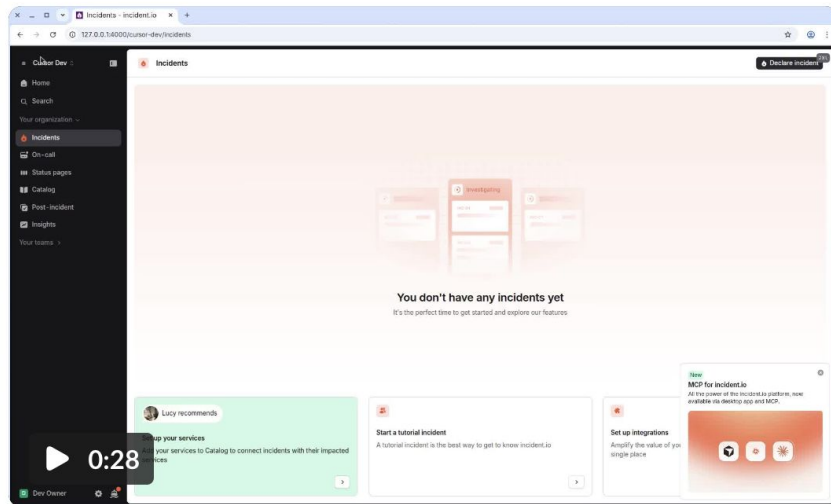 Incidents - incident.io
127.0.0.1:4000/cursor-dev/incidents
Cursor Dev
Home
Search
Your organization
Incidents
On-call
Status pages
Catalog
Post-incident
Insights
Your teams
Incidents
Declare incident
Investigating
You don't have any incidents yet
It's the perfect time to get started and explore our features
Lucy recommends
up your services
your services to Catalog to connect incidents with their impacted
Start a tutorial incident
A tutorial incident is the best way to get to know incident.io
Set up integrations
Amplify the value of
single place
New
MCP for incident.io
All the power of the incident.io platform, now
available via desktop app and MCP.
0:28
Dev Owner